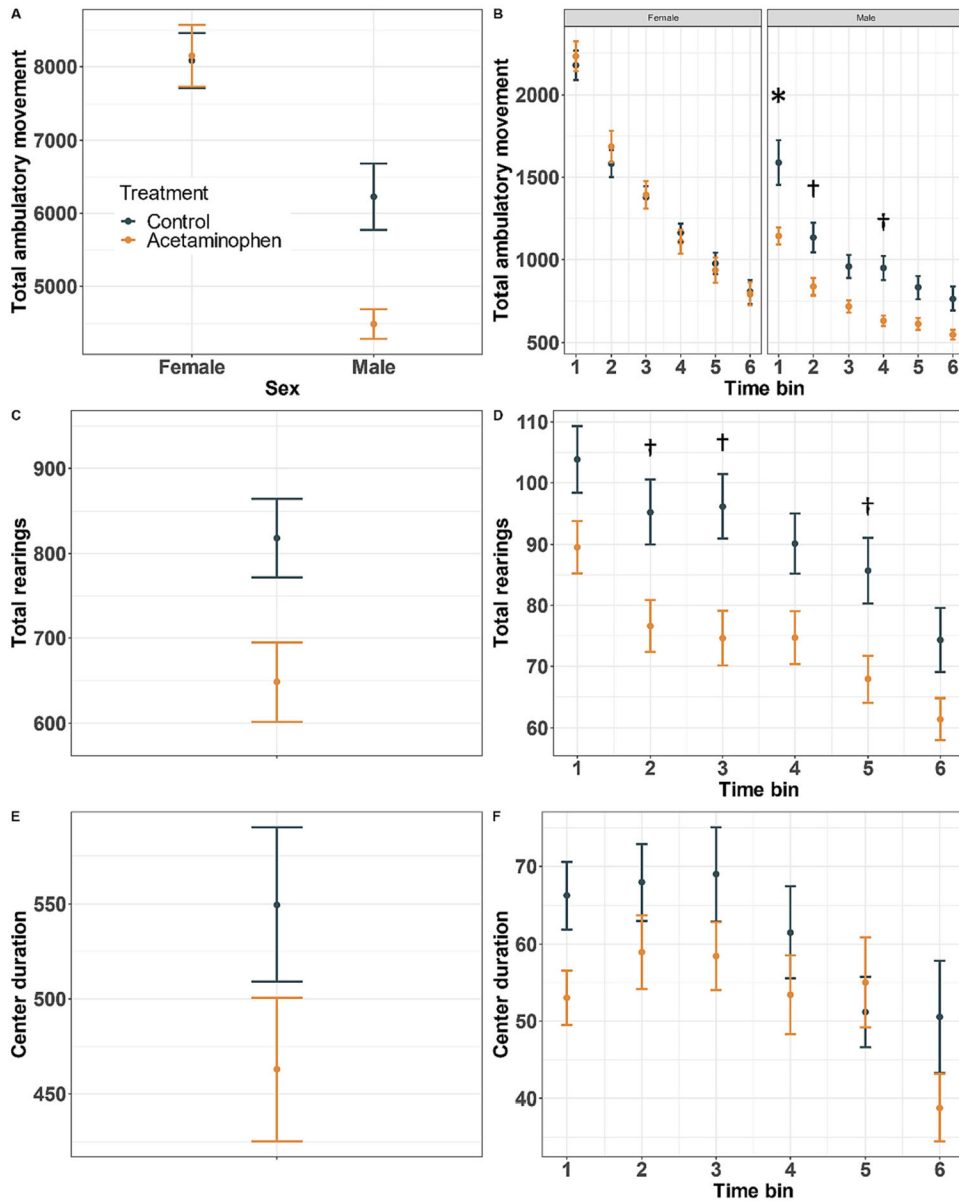 A
Total ambulatory movement
8000
7000
6000
5000
Treatment
Control
Acetaminophen
Female
Male
Sex
B
Female
Male
Total ambulatory movement
2000
1500
1000
500
*
†
†
1 2 3 4 5 6
1 2 3 4 5 6
Time bin
C
Total rearings
900
800
700
600
D
Total rearings
110
100
90
80
70
60
†
†
†
1 2 3 4 5 6
Time bin
E
Center duration
550
500
450
F
Center duration
70
60
50
40
1 2 3 4 5 6
Time bin